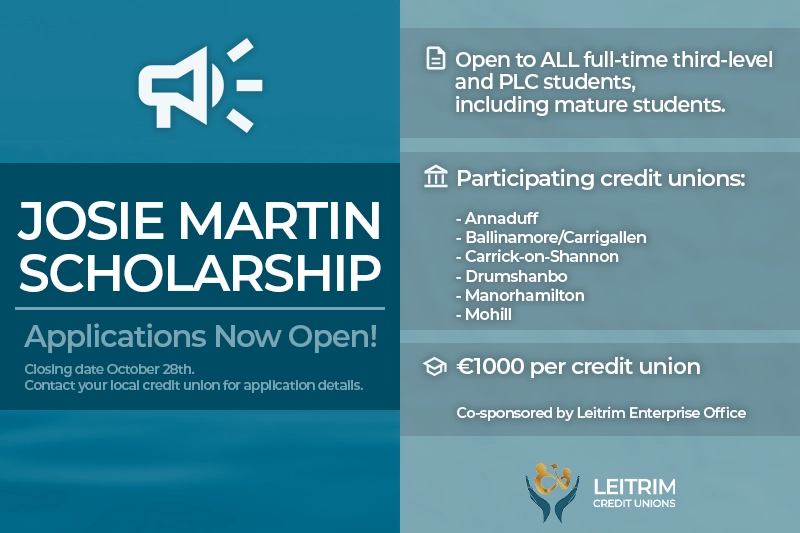 JOSIE MARTIN
SCHOLARSHIP
Applications Now Open!
Closing date October 28th.
Contact your local credit union for application details.
Open to ALL full-time third-level
and PLC students,
including mature students.
Participating credit unions:
- Annaduff
- Ballinamore/Carrigallen
- Carrick-on-Shannon
- Drumshanbo
- Manorhamilton
- Mohill
€1000 per credit union
Co-sponsored by Leitrim Enterprise Office
LEITRIM
CREDIT UNIONS